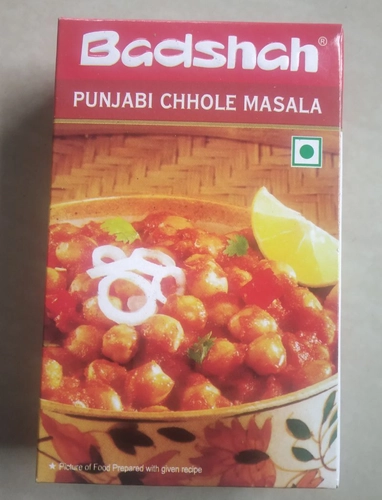 Badshah®
PUNJABI CHHOLE MASALA
★ Picture of Food Prepared with given recipe